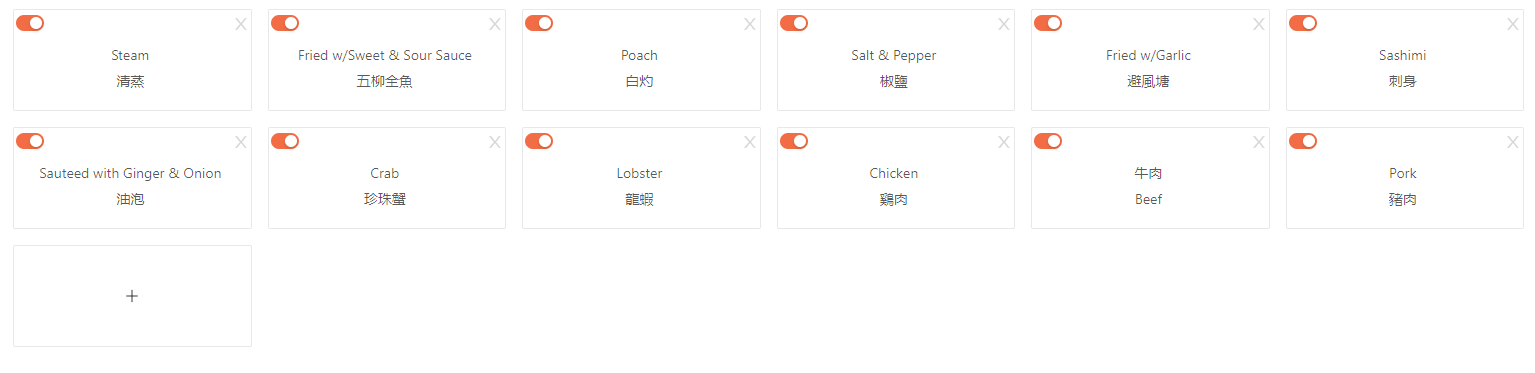 Steam
清蒸
Fried w/Sweet & Sour Sauce
五柳全魚
Poach
白灼
Salt & Pepper
椒鹽
Fried w/Garlic
避風塘
Sashimi
刺身
Sauteed with Ginger & Onion
油泡
Crab
珍珠蟹
Lobster
龍蝦
Chicken
鷄肉
牛肉
Beef
Pork
豬肉